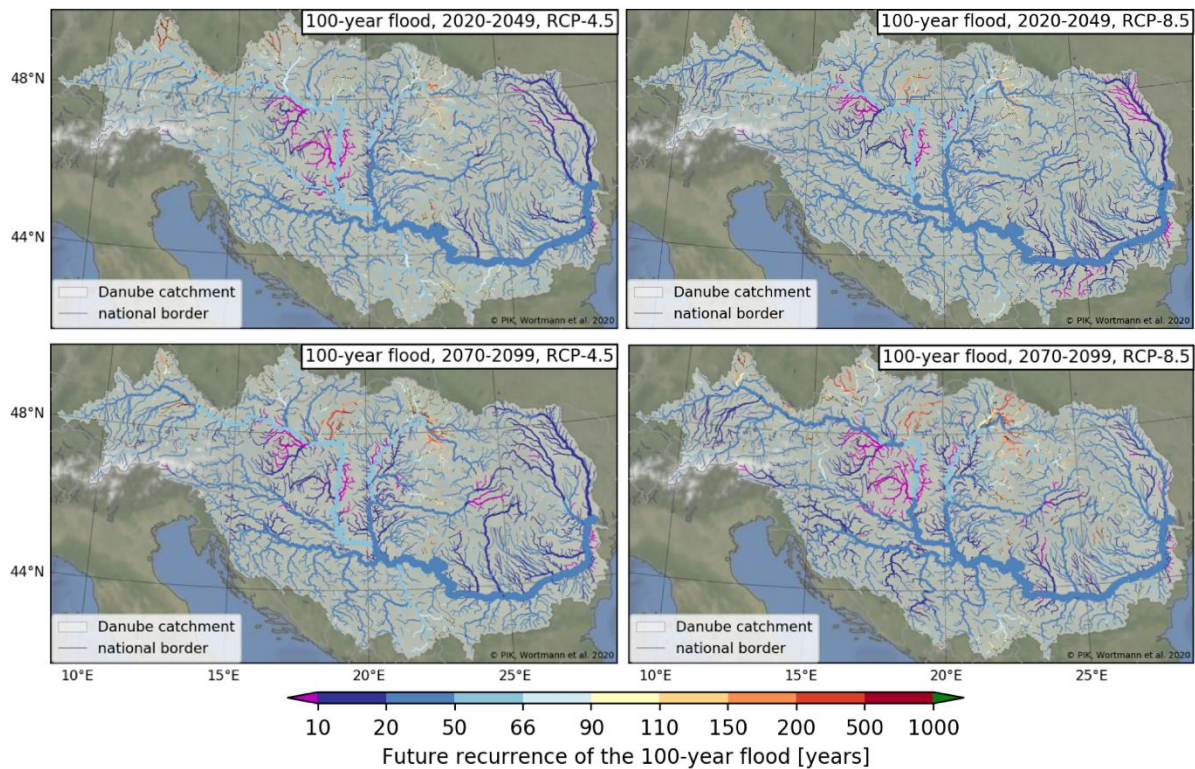 100-year flood, 2020-2049, RCP-4.5
100-year flood, 2020-2049, RCP-8.5
48°N
44°N
Danube catchment
national border
© PIK, Wortmann et al. 2020
Danube catchment
national border
© PIK, Wortmann et al. 2020
100-year flood, 2070-2099, RCP-4.5
100-year flood, 2070-2099, RCP-8.5
48°N
44°N
Danube catchment
national border
© PIK, Wortmann et al. 2020
Danube catchment
national border
© PIK, Wortmann et al. 2020
10°E 15°E 20°E 25°E 10°E 15°E 20°E 25°E
10 20 50 66 90 110 150 200 500 1000
Future recurrence of the 100-year flood [years]